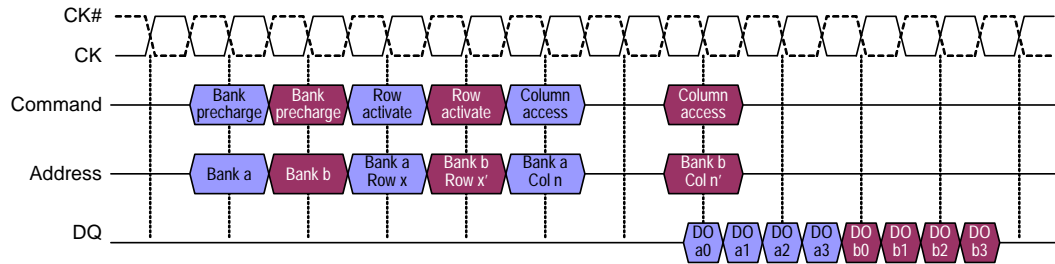 CK#
CK
Command
Bank
precharge
Bank
precharge
Row
activate
Row
activate
Column
access
Column
access
Address
Bank a
Bank b
Bank a
Row x
Bank b
Row x'
Bank a
Col n
Bank b
Col n'
DQ
DO
a0
DO
a1
DO
a2
DO
a3
DO
b0
DO
b1
DO
b2
DO
b3